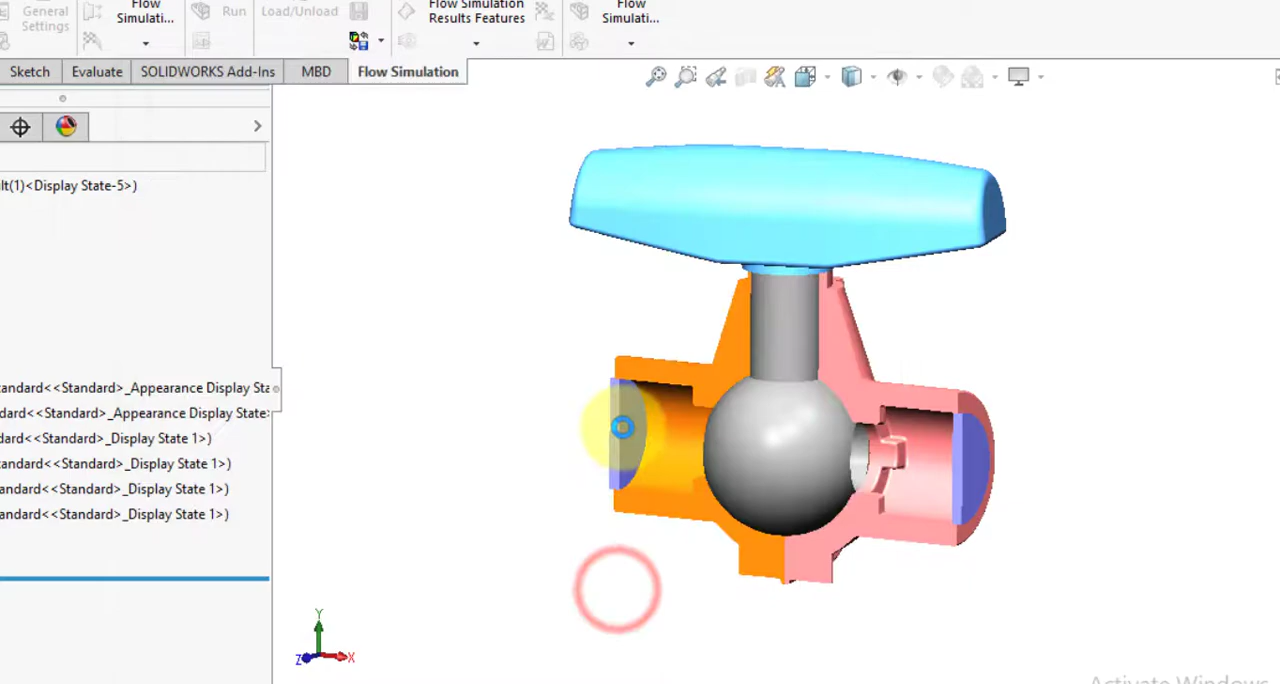 General
Settings
Flow
Simulati...
Run
Load/Unload
Flow Simulation
Results Features
Flow
Simulati...
Sketch
Evaluate
SOLIDWORKS Add-Ins
MBD
Flow Simulation
lt(1)<Display State-5>)
tandard<<Standard>_Appearance Display Sta
dard<<Standard>_Appearance Display State:
dard<<Standard>_Display State 1>)
tandard<<Standard>_Display State 1>)
andard<<Standard>_Display State 1>)
andard<<Standard>_Display State 1>)
Y
Z
X
Activate Windows